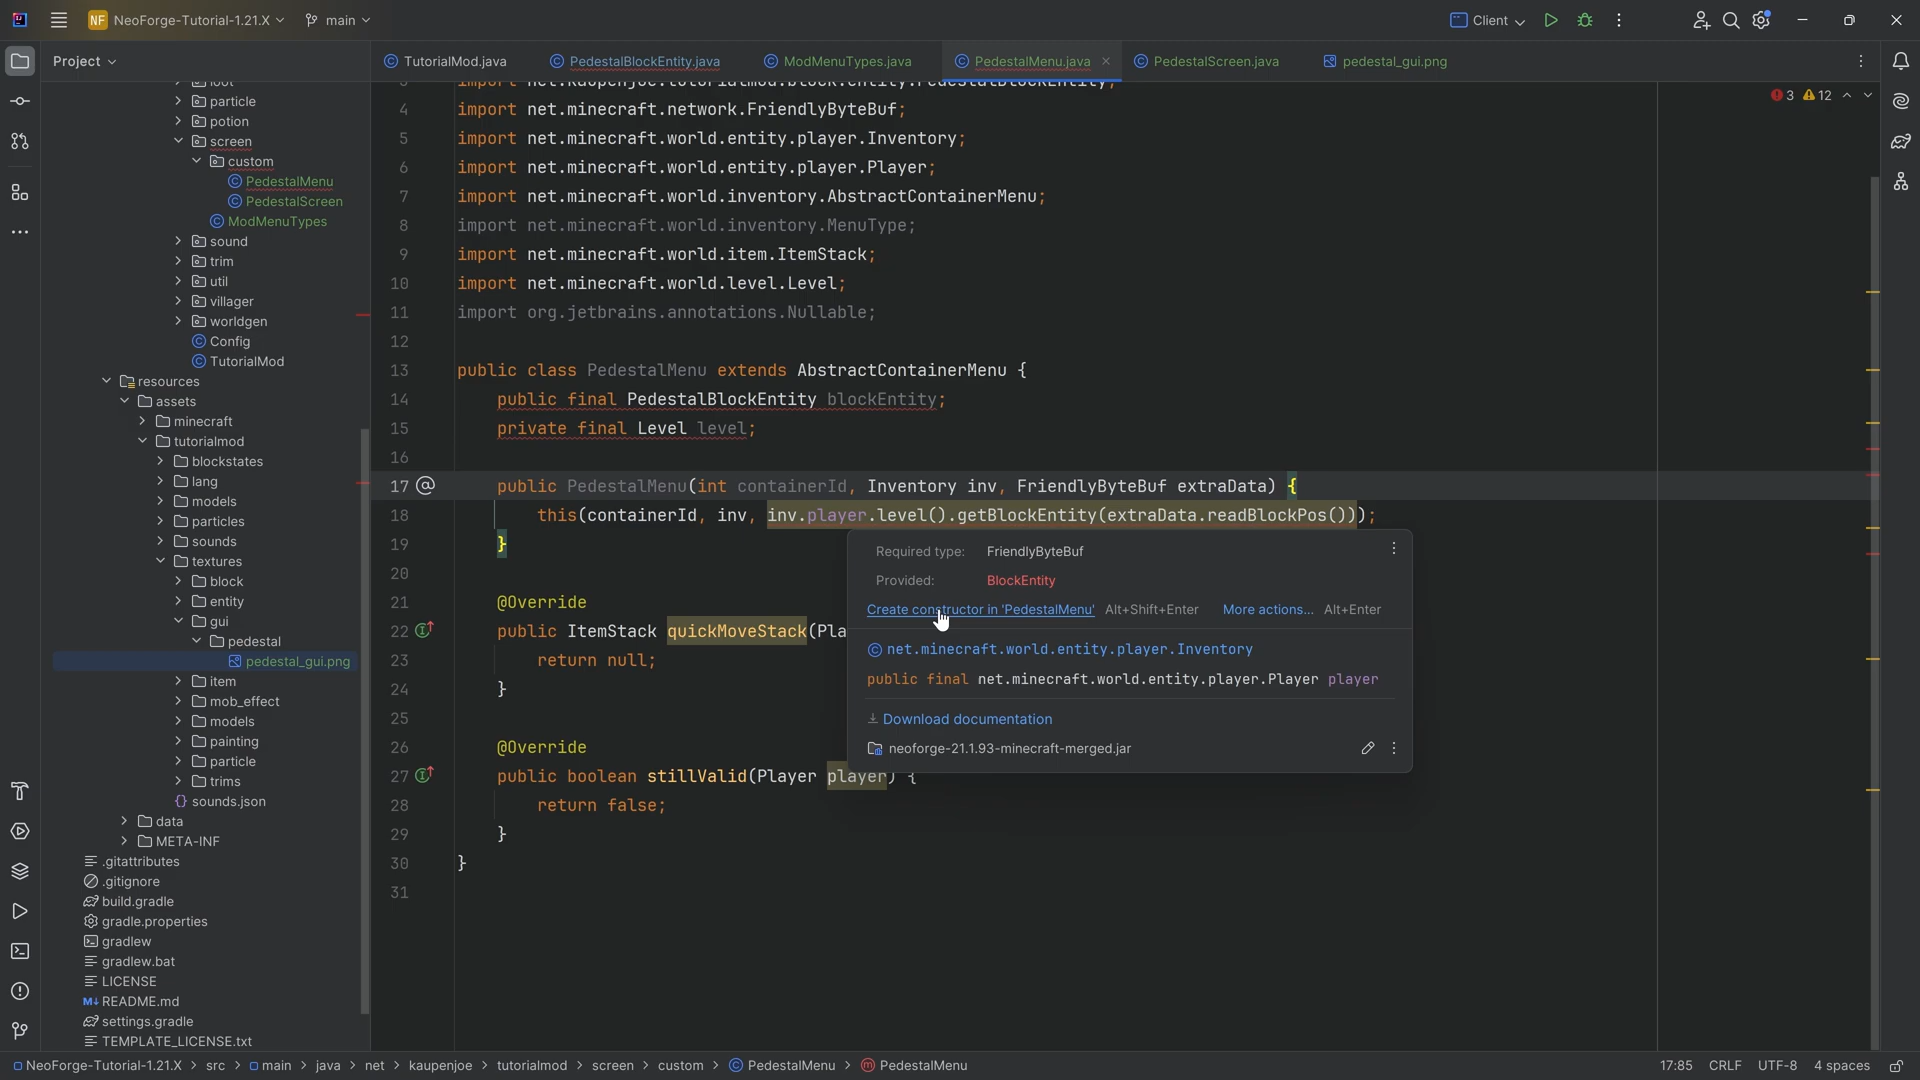 NF NeoForge-Tutorial-1.21.X main Client
Project
TutorialMod.java PedestalBlockEntity.java ModMenuTypes.java PedestalMenu.java PedestalScreen.java pedestal_gui.png
3 12
particle
potion
screen
custom
PedestalMenu
PedestalScreen
ModMenuTypes
sound
trim
util
villager
worldgen
Config
TutorialMod
resources
assets
minecraft
tutorialmod
blockstates
lang
models
particles
sounds
textures
block
entity
gui
pedestal
pedestal_gui.png
item
mob_effect
models
painting
particle
trims
sounds.json
data
META-INF
.gitattributes
.gitignore
build.gradle
gradle.properties
gradlew
gradlew.bat
LICENSE
README.md
settings.gradle
TEMPLATE_LICENSE.txt
3 import net.kaupenjoe.tutorialmod.block.entity.PedestalBlockEntity;
4 import net.minecraft.network.FriendlyByteBuf;
5 import net.minecraft.world.entity.player.Inventory;
6 import net.minecraft.world.entity.player.Player;
7 import net.minecraft.world.inventory.AbstractContainerMenu;
8 import net.minecraft.world.inventory.MenuType;
9 import net.minecraft.world.item.ItemStack;
10 import net.minecraft.world.level.Level;
11 import org.jetbrains.annotations.Nullable;
12
13 public class PedestalMenu extends AbstractContainerMenu {
14 public final PedestalBlockEntity blockEntity;
15 private final Level level;
16
17 @ public PedestalMenu(int containerId, Inventory inv, FriendlyByteBuf extraData) {
18 this(containerId, inv, inv.player.level().getBlockEntity(extraData.readBlockPos()));
19 }
20
21 @Override
22 public ItemStack quickMoveStack(Pla
23 return null;
24 }
25
26 @Override
27 public boolean stillValid(Player player) {
28 return false;
29 }
30 }
31
Required type: FriendlyByteBuf
Provided: BlockEntity
Create constructor in 'PedestalMenu' Alt+Shift+Enter More actions... Alt+Enter
net.minecraft.world.entity.player.Inventory
public final net.minecraft.world.entity.player.Player player
Download documentation
neoforge-21.1.93-minecraft-merged.jar
NeoForge-Tutorial-1.21.X > src > main > java > net > kaupenjoe > tutorialmod > screen > custom > PedestalMenu > PedestalMenu 17:85 CRLF UTF-8 4 spaces